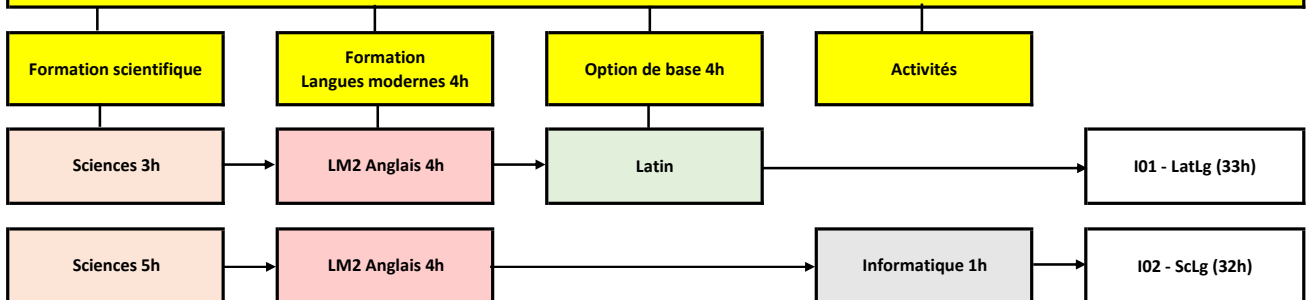 Formation scientifique
Formation
Langues modernes 4h
Option de base 4h
Activités
Sciences 3h
LM2 Anglais 4h
Latin
I01 - LatLg (33h)
Sciences 5h
LM2 Anglais 4h
Informatique 1h
I02 - ScLg (32h)